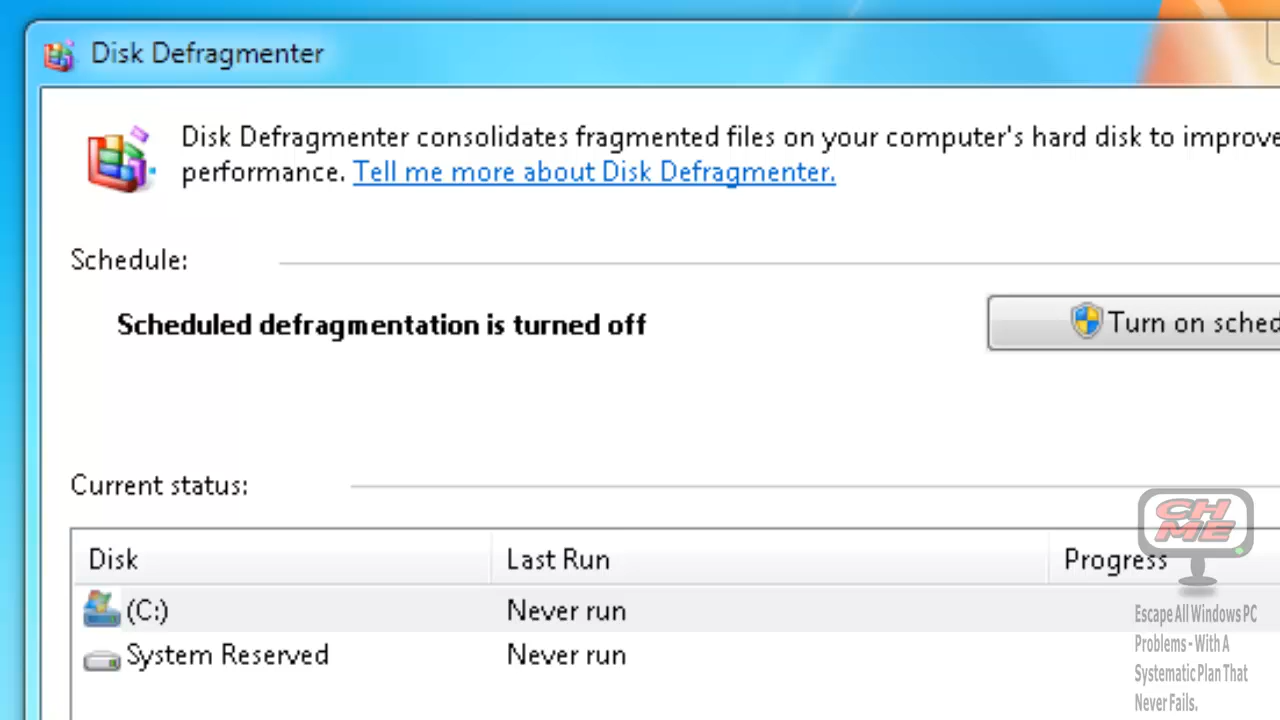 Disk Defragmenter
Disk Defragmenter consolidates fragmented files on your computer's hard disk to improve
performance. Tell me more about Disk Defragmenter.
Schedule:
Scheduled defragmentation is turned off
Turn on sched
Current status:
Disk Last Run Progress
(C:) Never run
System Reserved Never run
CH
ME
Escape All Windows PC
Problems - With A
Systematic Plan That
Never Fails.